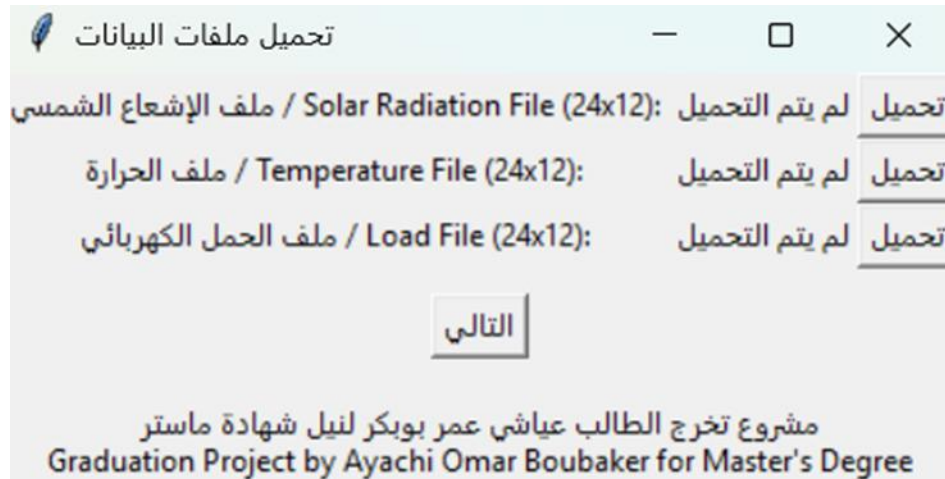 تحميل ملفات البيانات
ملف الإشعاع الشمسي / Solar Radiation File (24x12): لم يتم التحميل تحميل
ملف الحرارة / Temperature File (24x12): لم يتم التحميل تحميل
ملف الحمل الكهربائي / Load File (24x12): لم يتم التحميل تحميل
التالي
مشروع تخرج الطالب عياشي عمر بوبكر لنيل شهادة ماستر
Graduation Project by Ayachi Omar Boubaker for Master's Degree